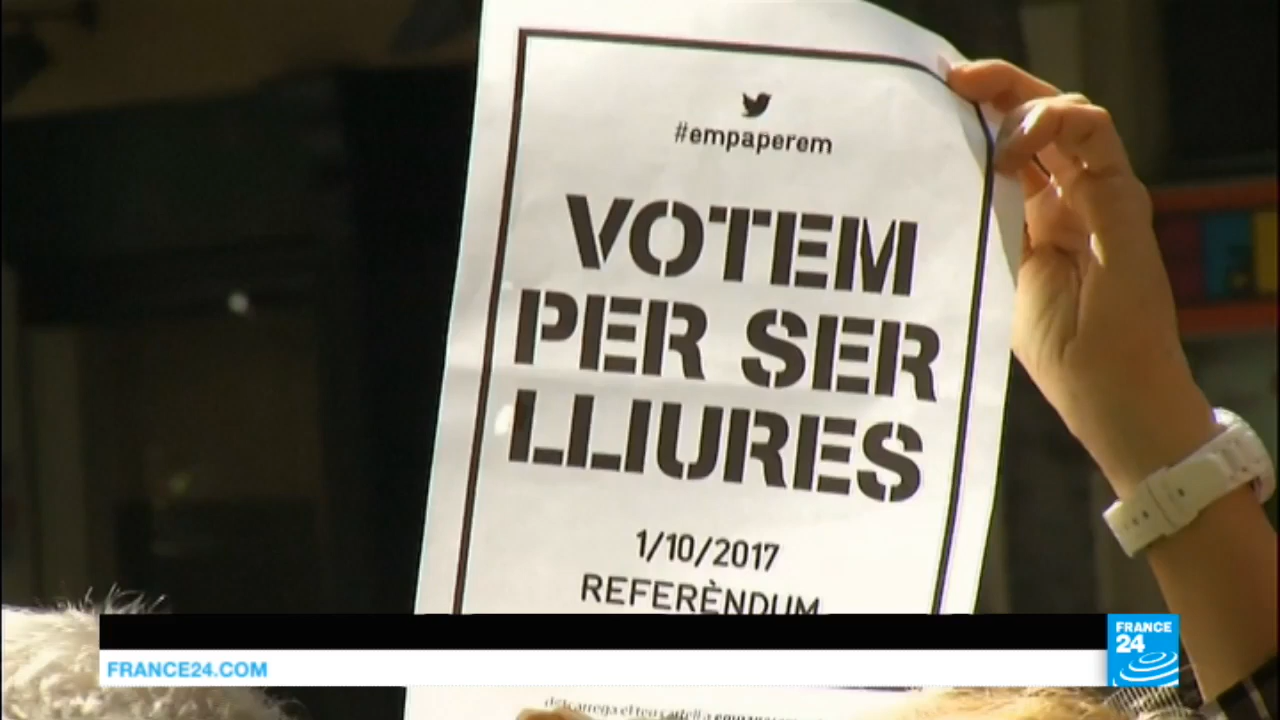 #empaperem
VOTEM
PER SER
LLIURES
1/10/2017
REFERÈNDUM
FRANCE24.COM
FRANCE
24